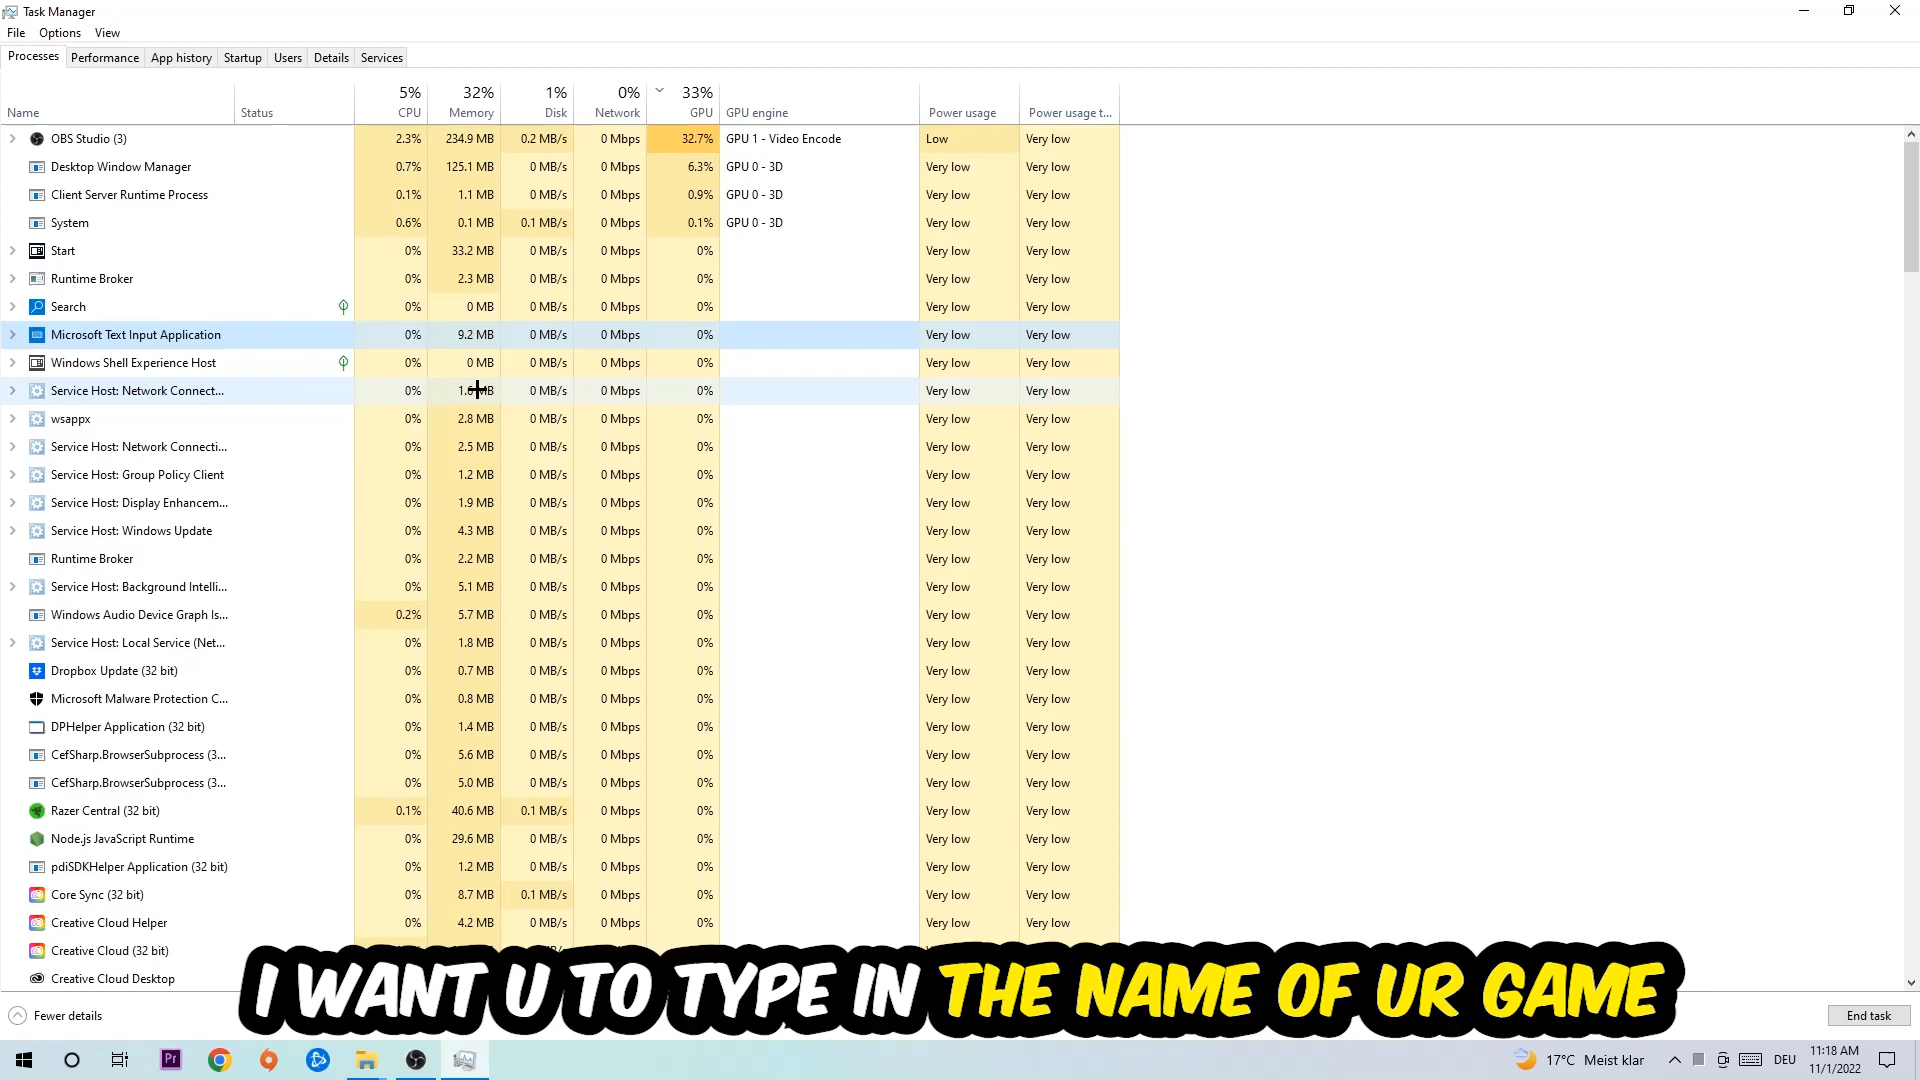 Task Manager
File Options View
Processes Performance App history Startup Users Details Services
5% 32% 1% 0% 33%
Name Status CPU Memory Disk Network GPU GPU engine Power usage Power usage t...
OBS Studio (3) 2.3% 234.9 MB 0.2 MB/s 0 Mbps 32.7% GPU 1 - Video Encode Low Very low
Desktop Window Manager 0.7% 125.1 MB 0 MB/s 0 Mbps 6.3% GPU 0 - 3D Very low Very low
Client Server Runtime Process 0.1% 1.1 MB 0 MB/s 0 Mbps 0.9% GPU 0 - 3D Very low Very low
System 0.6% 0.1 MB 0.1 MB/s 0 Mbps 0.1% GPU 0 - 3D Very low Very low
Start 0% 33.2 MB 0 MB/s 0 Mbps 0% Very low Very low
Runtime Broker 0% 2.3 MB 0 MB/s 0 Mbps 0% Very low Very low
Search 0% 0 MB 0 MB/s 0 Mbps 0% Very low Very low
Microsoft Text Input Application 0% 9.2 MB 0 MB/s 0 Mbps 0% Very low Very low
Windows Shell Experience Host 0% 0 MB 0 MB/s 0 Mbps 0% Very low Very low
Service Host: Network Connect... 0% 1.6 MB 0 MB/s 0 Mbps 0% Very low Very low
wsappx 0% 2.8 MB 0 MB/s 0 Mbps 0% Very low Very low
Service Host: Network Connecti... 0% 2.5 MB 0 MB/s 0 Mbps 0% Very low Very low
Service Host: Group Policy Client 0% 1.2 MB 0 MB/s 0 Mbps 0% Very low Very low
Service Host: Display Enhancem... 0% 1.9 MB 0 MB/s 0 Mbps 0% Very low Very low
Service Host: Windows Update 0% 4.3 MB 0 MB/s 0 Mbps 0% Very low Very low
Runtime Broker 0% 2.2 MB 0 MB/s 0 Mbps 0% Very low Very low
Service Host: Background Intelli... 0% 5.1 MB 0 MB/s 0 Mbps 0% Very low Very low
Windows Audio Device Graph Is... 0.2% 5.7 MB 0 MB/s 0 Mbps 0% Very low Very low
Service Host: Local Service (Net... 0% 1.8 MB 0 MB/s 0 Mbps 0% Very low Very low
Dropbox Update (32 bit) 0% 0.7 MB 0 MB/s 0 Mbps 0% Very low Very low
Microsoft Malware Protection C... 0% 0.8 MB 0 MB/s 0 Mbps 0% Very low Very low
DPHelper Application (32 bit) 0% 1.4 MB 0 MB/s 0 Mbps 0% Very low Very low
CefSharp.BrowserSubprocess (3... 0% 5.6 MB 0 MB/s 0 Mbps 0% Very low Very low
CefSharp.BrowserSubprocess (3... 0% 5.0 MB 0 MB/s 0 Mbps 0% Very low Very low
Razer Central (32 bit) 0.1% 40.6 MB 0.1 MB/s 0 Mbps 0% Very low Very low
Node.js JavaScript Runtime 0% 29.6 MB 0 MB/s 0 Mbps 0% Very low Very low
pdiSDKHelper Application (32 bit) 0% 1.2 MB 0 MB/s 0 Mbps 0% Very low Very low
Core Sync (32 bit) 0% 8.7 MB 0.1 MB/s 0 Mbps 0% Very low Very low
Creative Cloud Helper 0% 4.2 MB 0 MB/s 0 Mbps 0% Very low Very low
Creative Cloud (32 bit)
Creative Cloud Desktop
I WANT U TO TYPE IN THE NAME OF UR GAME
Fewer details End task
Pr 17°C Meist klar DEU 11:18 AM
11/1/2022